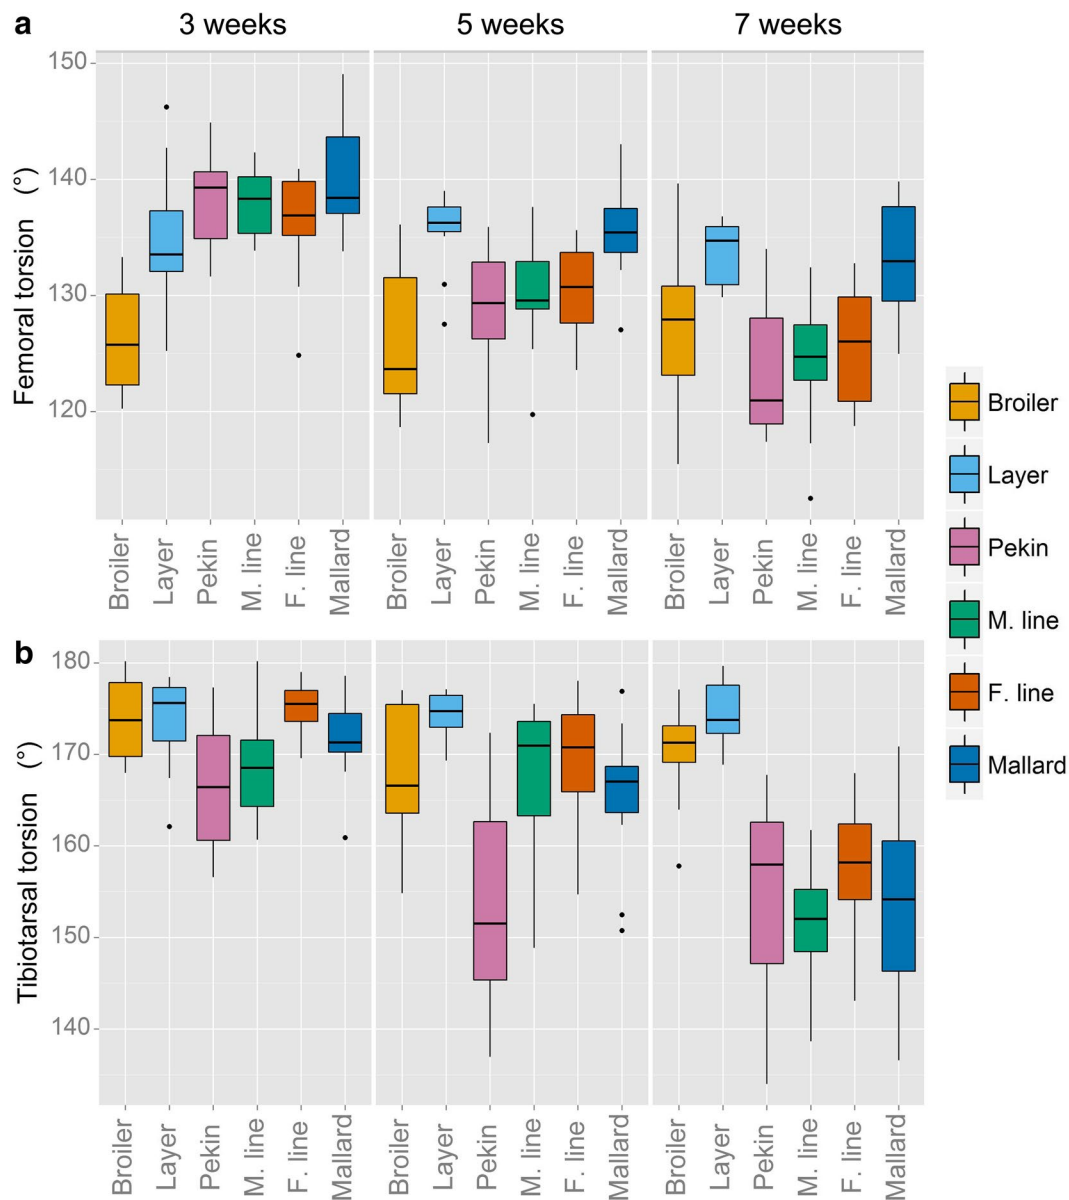 a
3 weeks
5 weeks
7 weeks
Femoral torsion (°)
150
140
130
120
Broiler
Layer
Pekin
M. line
F. line
Mallard
Broiler
Layer
Pekin
M. line
F. line
Mallard
Broiler
Layer
Pekin
M. line
F. line
Mallard
b
Tibiotarsal torsion (°)
180
170
160
150
140
Broiler
Layer
Pekin
M. line
F. line
Mallard
Broiler
Layer
Pekin
M. line
F. line
Mallard
Broiler
Layer
Pekin
M. line
F. line
Mallard
Broiler
Layer
Pekin
M. line
F. line
Mallard